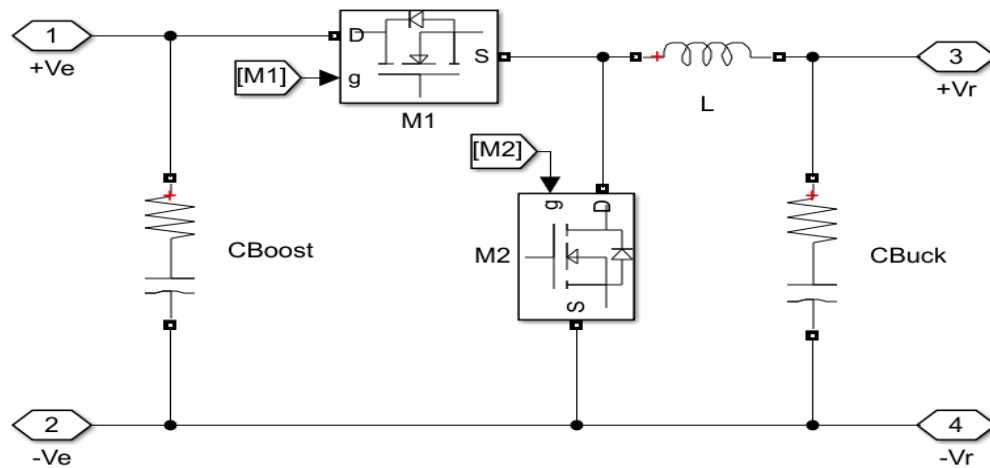 1
+Ve
[M1]
D
g
S
M1
L
3
+Vr
[M2]
g
D
M2
S
CBoost
CBuck
2
-Ve
4
-Vr